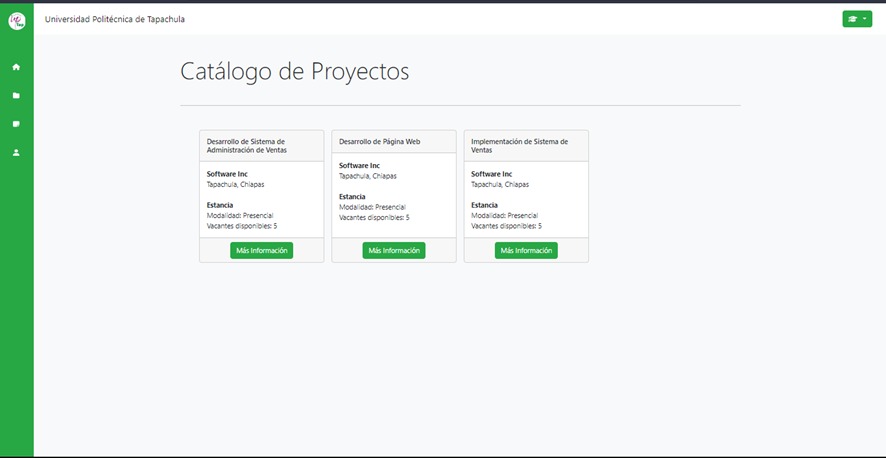 Universidad Politécnica de Tapachula
Catálogo de Proyectos
Desarrollo de Sistema de
Administración de Ventas
Software Inc
Tapachula, Chiapas
Estancia
Modalidad: Presencial
Vacantes disponibles: 5
Más Información
Desarrollo de Página Web
Software Inc
Tapachula, Chiapas
Estancia
Modalidad: Presencial
Vacantes disponibles: 5
Más Información
Implementación de Sistema de
Ventas
Software Inc
Tapachula, Chiapas
Estancia
Modalidad: Presencial
Vacantes disponibles: 5
Más Información